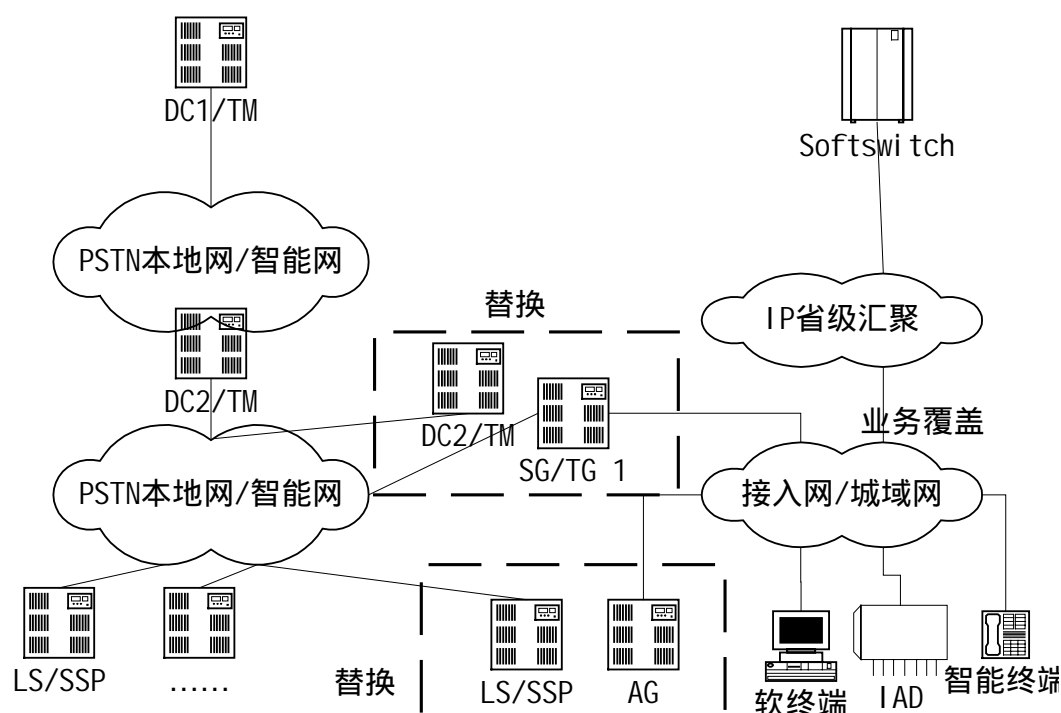 DC1/TM
Softswitch
PSTN本地网/智能网
替换
IP省级汇聚
DC2/TM
DC2/TM
业务覆盖
SG/TG 1
PSTN本地网/智能网
接入网/城域网
LS/SSP
......
替换
LS/SSP
AG
软终端
IAD
智能终端